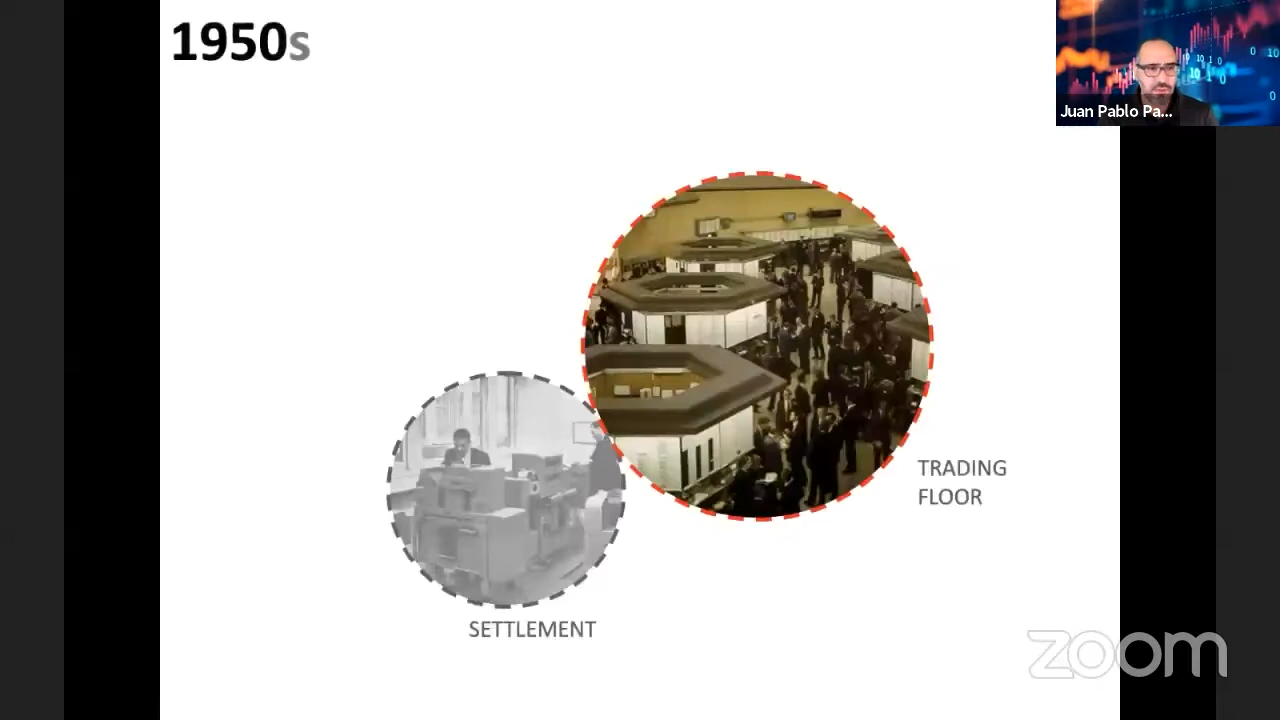 1950s
Juan Pablo Pa...
TRADING
FLOOR
SETTLEMENT
zoom